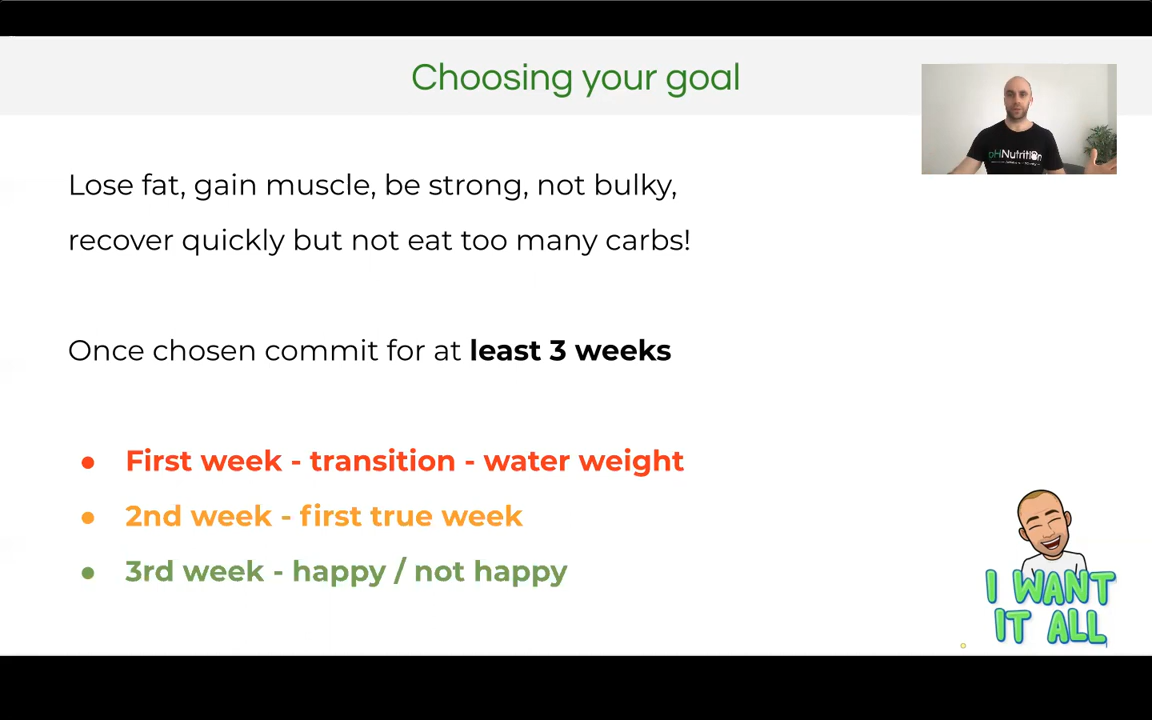 Choosing your goal
pHNutrition
Lose fat, gain muscle, be strong, not bulky,
recover quickly but not eat too many carbs!
Once chosen commit for at least 3 weeks
● First week - transition - water weight
● 2nd week - first true week
● 3rd week - happy / not happy
I WANT
IT ALL